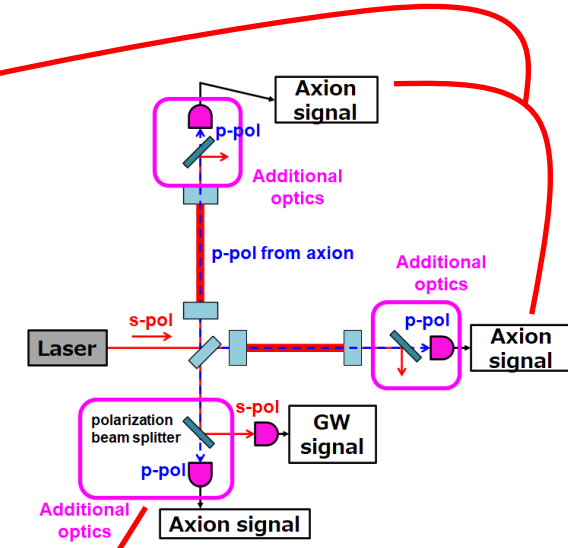 Axion
signal
p-pol
Additional
optics
p-pol from axion
Additional
optics
s-pol
p-pol
Laser
Axion
signal
polarization
beam splitter
s-pol
GW
signal
p-pol
Additional
optics
Axion signal